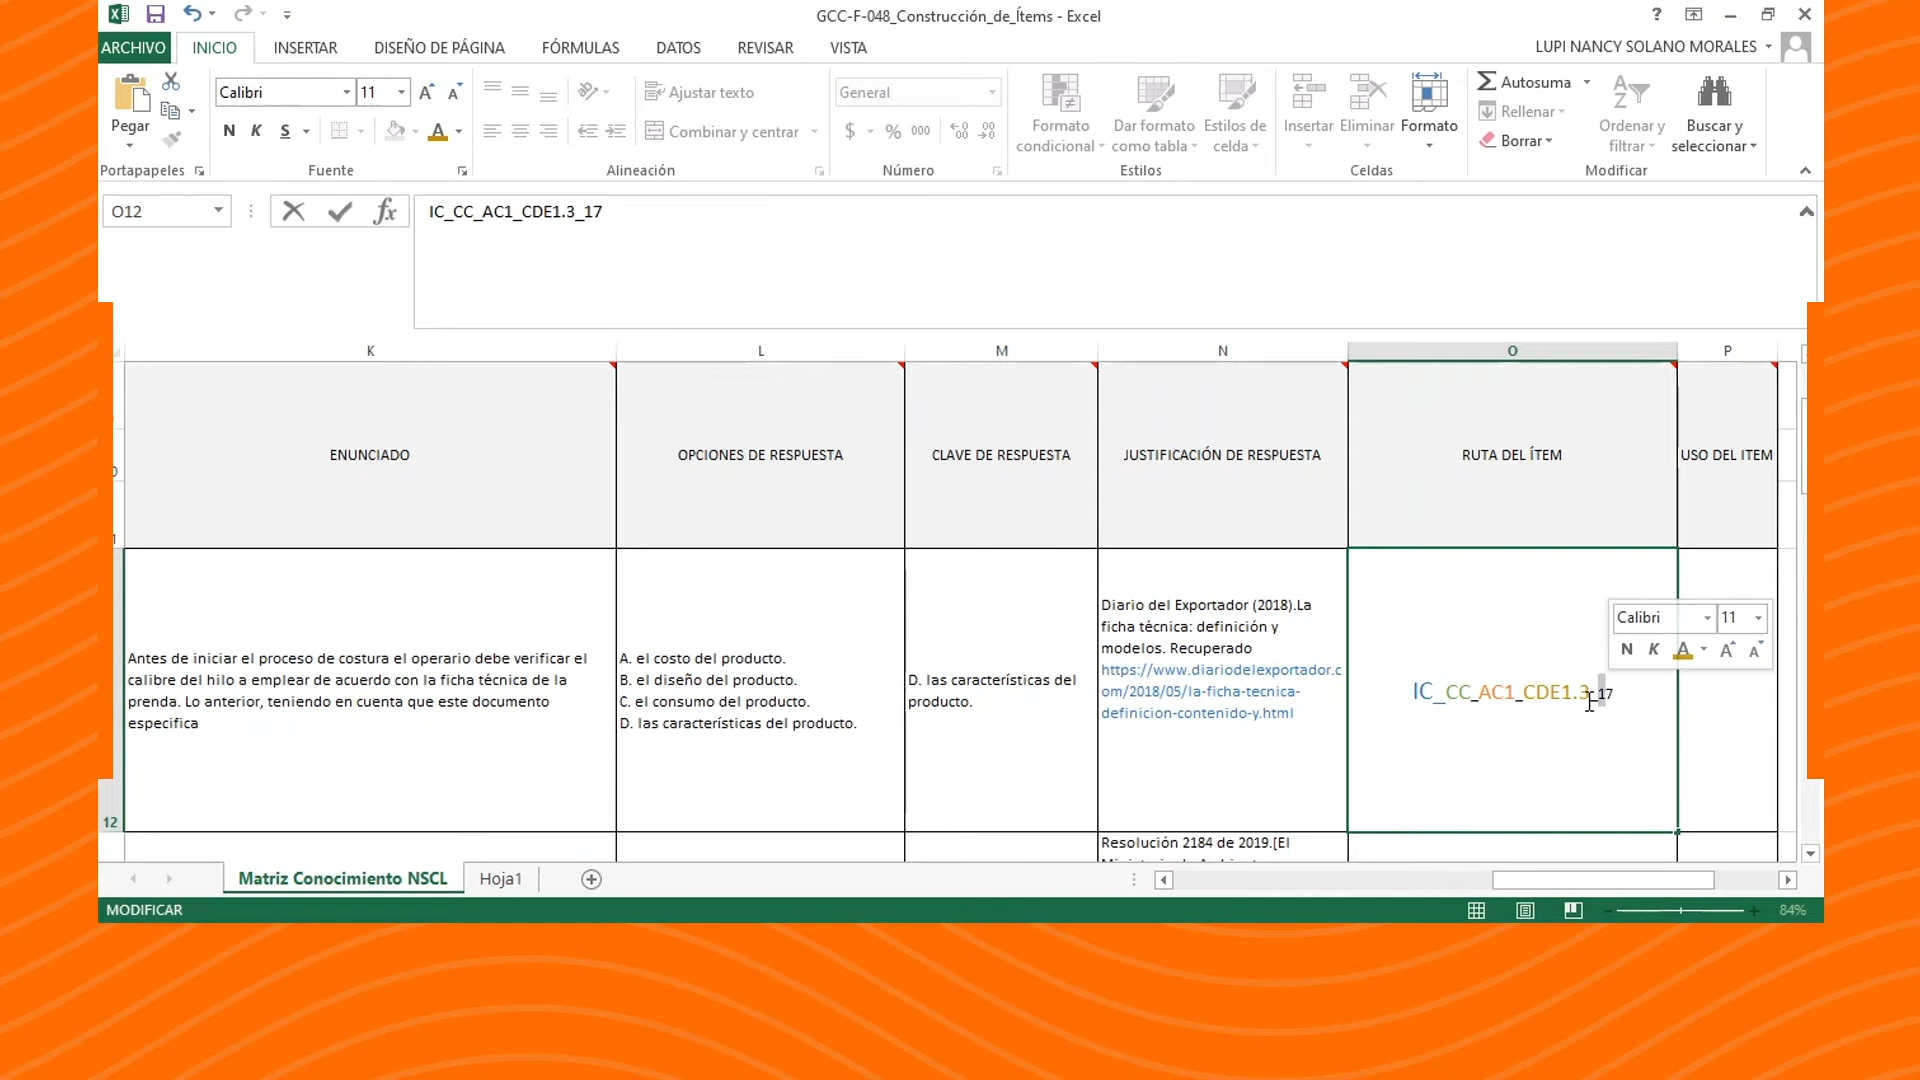 GCC-F-048_Construcción_de_Ítems - Excel
?
ARCHIVO INICIO INSERTAR DISEÑO DE PÁGINA FÓRMULAS DATOS REVISAR VISTA LUPI NANCY SOLANO MORALES
Calibri 11 Ajustar texto General Autosuma
Pegar N K S A Combinar y centrar $ % 000 Formato condicional Dar formato como tabla Estilos de celda Insertar Eliminar Formato Rellenar Borrar Ordenar y filtrar Buscar y seleccionar
Portapapeles Fuente Alineación Número Estilos Celdas Modificar
O12 fx IC_CC_AC1_CDE1.3_17
K L M N O P
ENUNCIADO OPCIONES DE RESPUESTA CLAVE DE RESPUESTA JUSTIFICACIÓN DE RESPUESTA RUTA DEL ÍTEM USO DEL ITEM
12
Antes de iniciar el proceso de costura el operario debe verificar el
calibre del hilo a emplear de acuerdo con la ficha técnica de la
prenda. Lo anterior, teniendo en cuenta que este documento
especifica
A. el costo del producto.
B. el diseño del producto.
C. el consumo del producto.
D. las características del producto.
D. las características del
producto.
Diario del Exportador (2018).La
ficha técnica: definición y
modelos. Recuperado
https://www.diariodelexportador.c
om/2018/05/la-ficha-tecnica-
definicion-contenido-y.html
IC_CC_AC1_CDE1.3_17
Calibri 11
N K A A A
Resolución 2184 de 2019.[El
Matriz Conocimiento NSCL Hoja1
MODIFICAR 84%